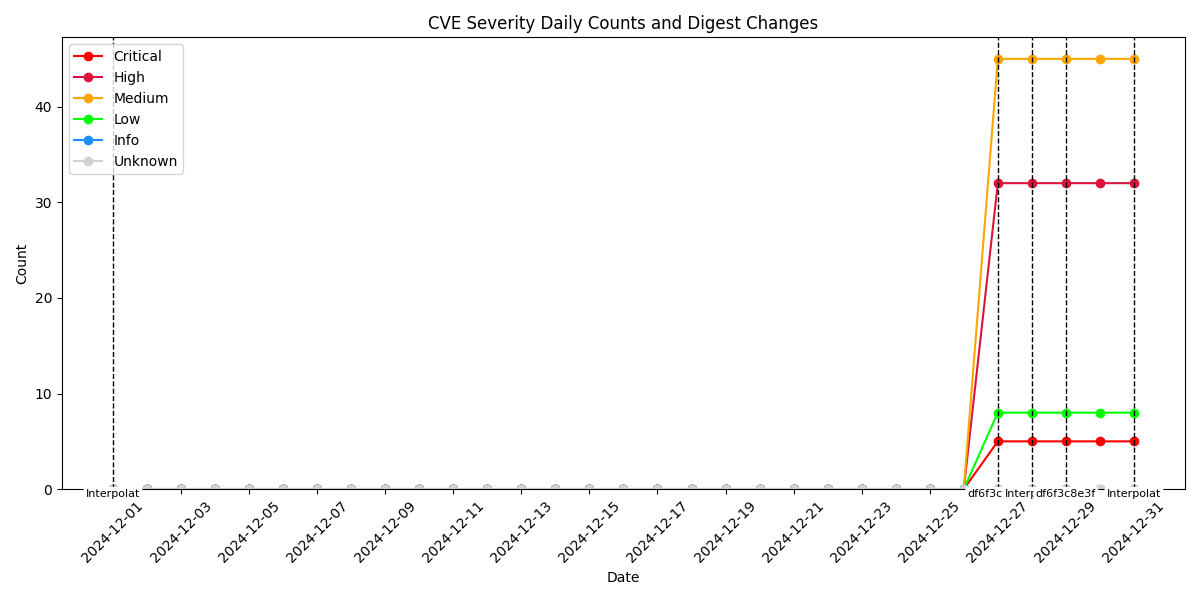 CVE Severity Daily Counts and Digest Changes
Critical
High
Medium
Low
Info
Unknown
Count
40
30
20
10
0
Interpolat
df6f3c
Inter
df6f3c8e3f
Interpolat
2024-12-01
2024-12-03
2024-12-05
2024-12-07
2024-12-09
2024-12-11
2024-12-13
2024-12-15
2024-12-17
2024-12-19
2024-12-21
2024-12-23
2024-12-25
2024-12-27
2024-12-29
2024-12-31
Date